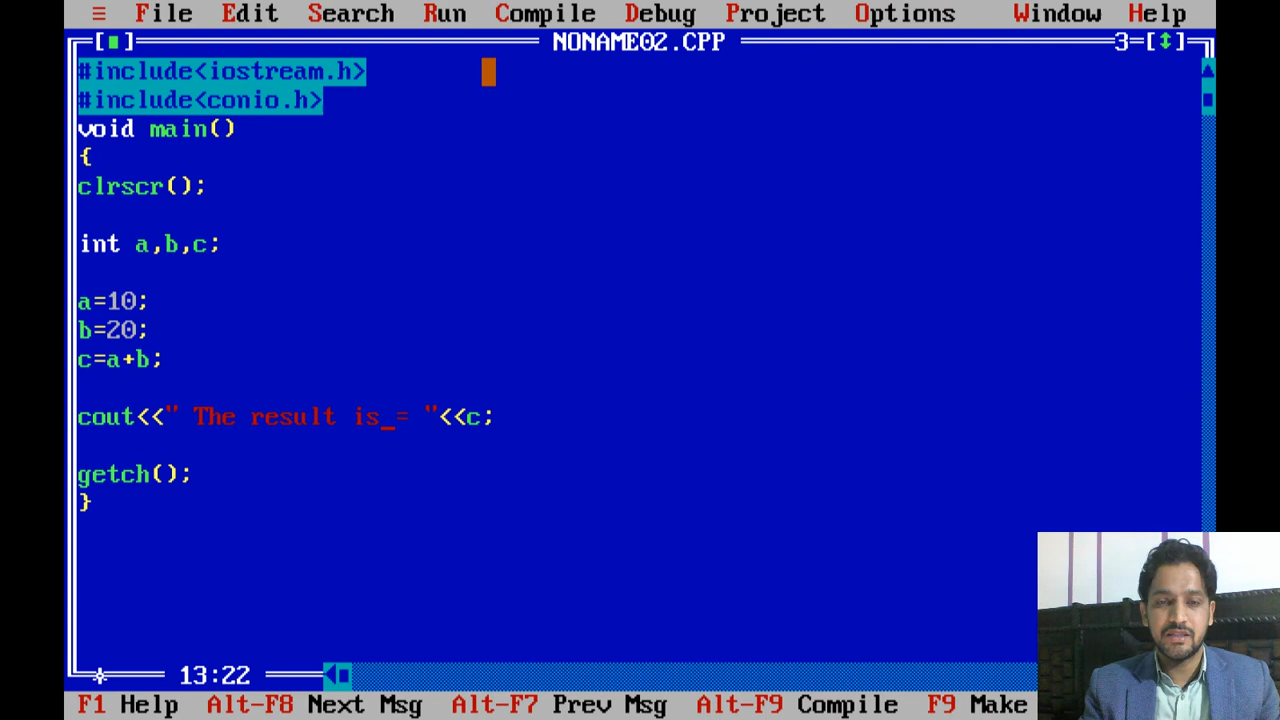 ≡ File Edit Search Run Compile Debug Project Options Window Help
[■] NONAME02.CPP 3=[↕]
#include<iostream.h>
#include<conio.h>
void main()
{
clrscr();
int a,b,c;
a=10;
b=20;
c=a+b;
cout<<" The result is_= "<<c;
getch();
}
13:22
F1 Help Alt-F8 Next Msg Alt-F7 Prev Msg Alt-F9 Compile F9 Make